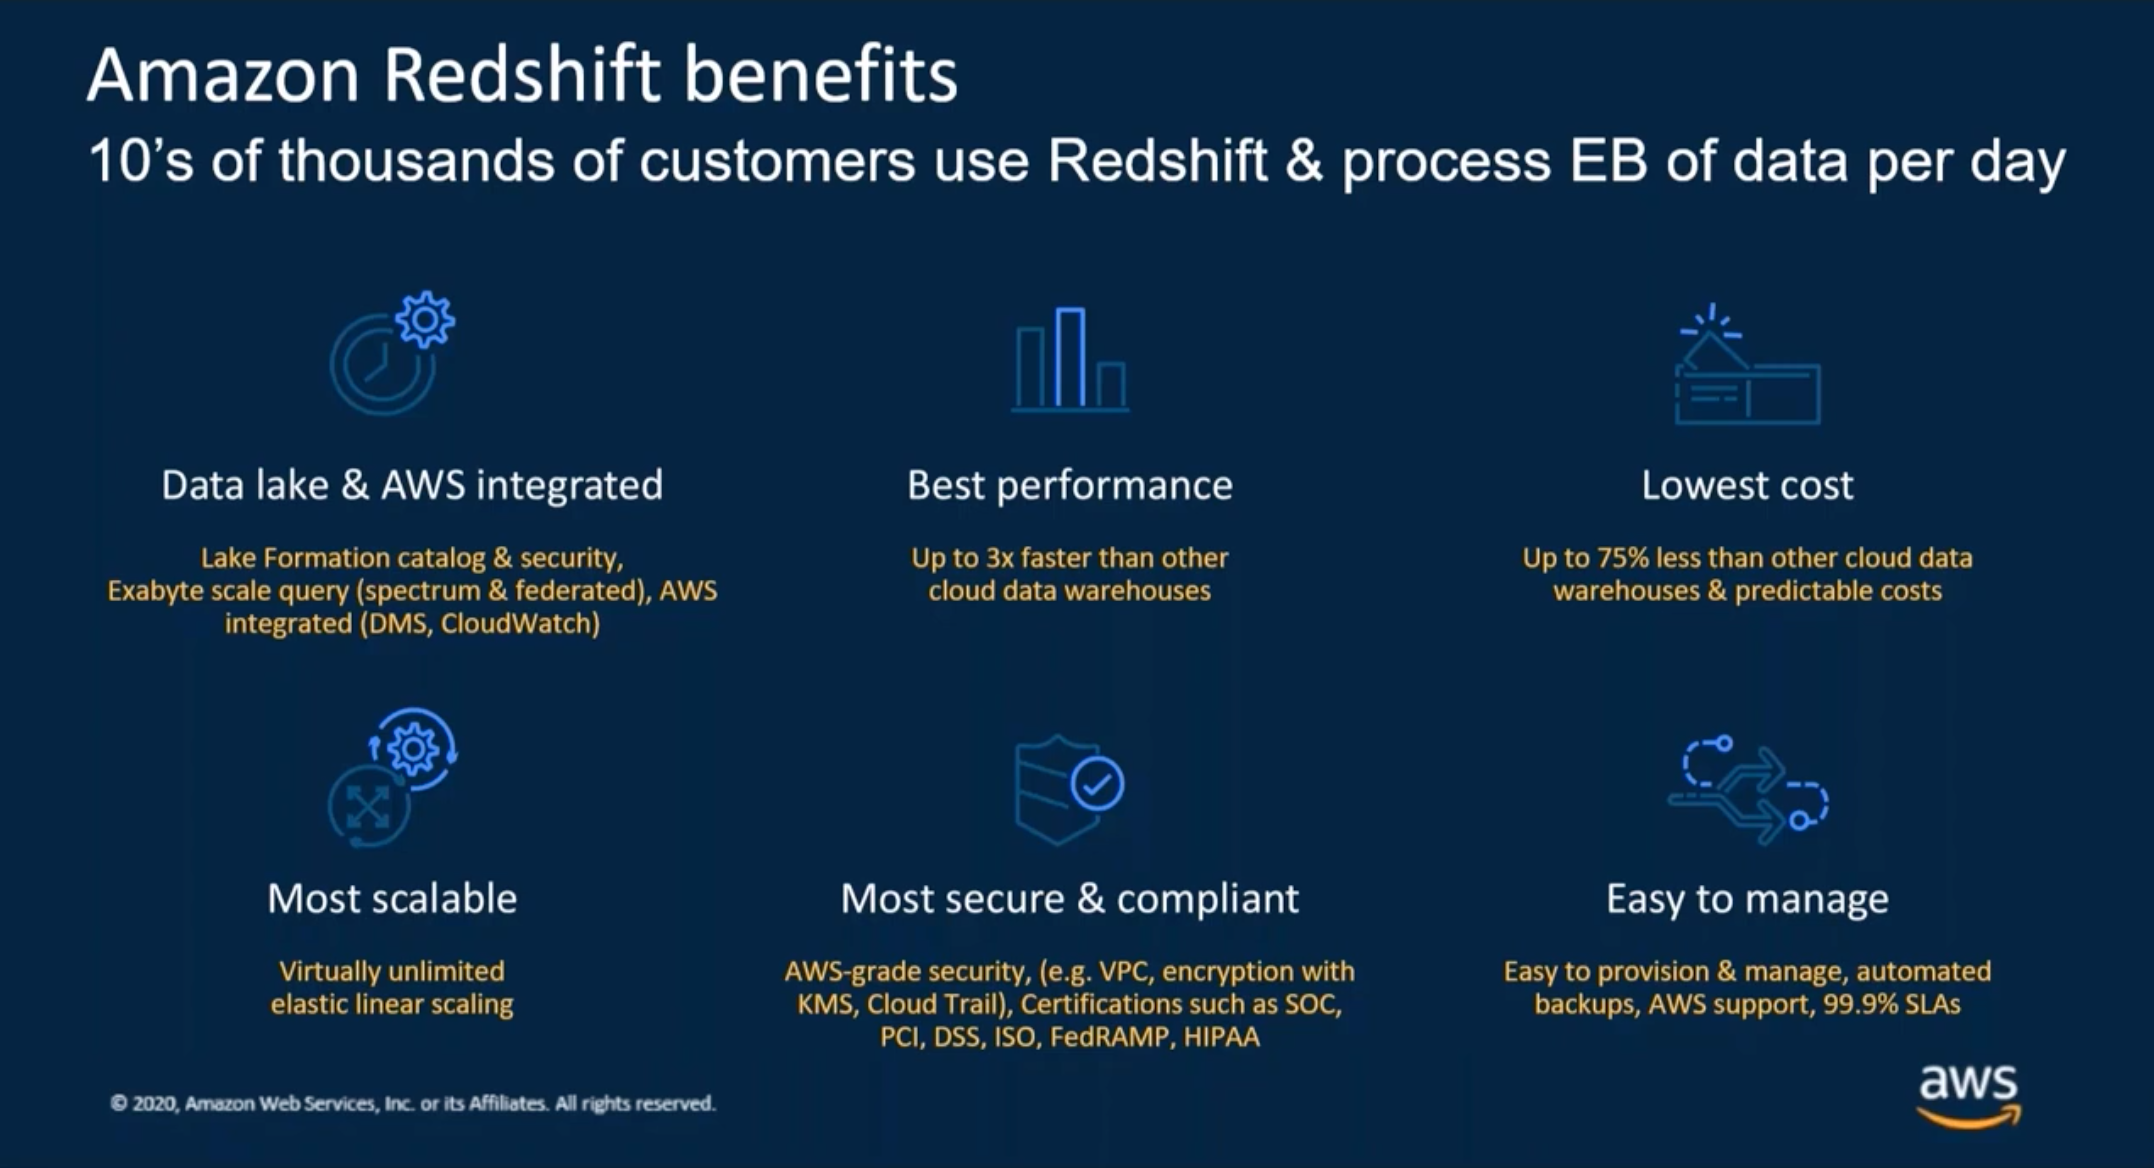 Amazon Redshift benefits
10's of thousands of customers use Redshift & process EB of data per day
Data lake & AWS integrated
Lake Formation catalog & security,
Exabyte scale query (spectrum & federated), AWS
integrated (DMS, CloudWatch)
Best performance
Up to 3x faster than other
cloud data warehouses
Lowest cost
Up to 75% less than other cloud data
warehouses & predictable costs
Most scalable
Virtually unlimited
elastic linear scaling
Most secure & compliant
AWS-grade security, (e.g. VPC, encryption with
KMS, Cloud Trail), Certifications such as SOC,
PCI, DSS, ISO, FedRAMP, HIPAA
Easy to manage
Easy to provision & manage, automated
backups, AWS support, 99.9% SLAs
© 2020, Amazon Web Services, Inc. or its Affiliates. All rights reserved.
aws